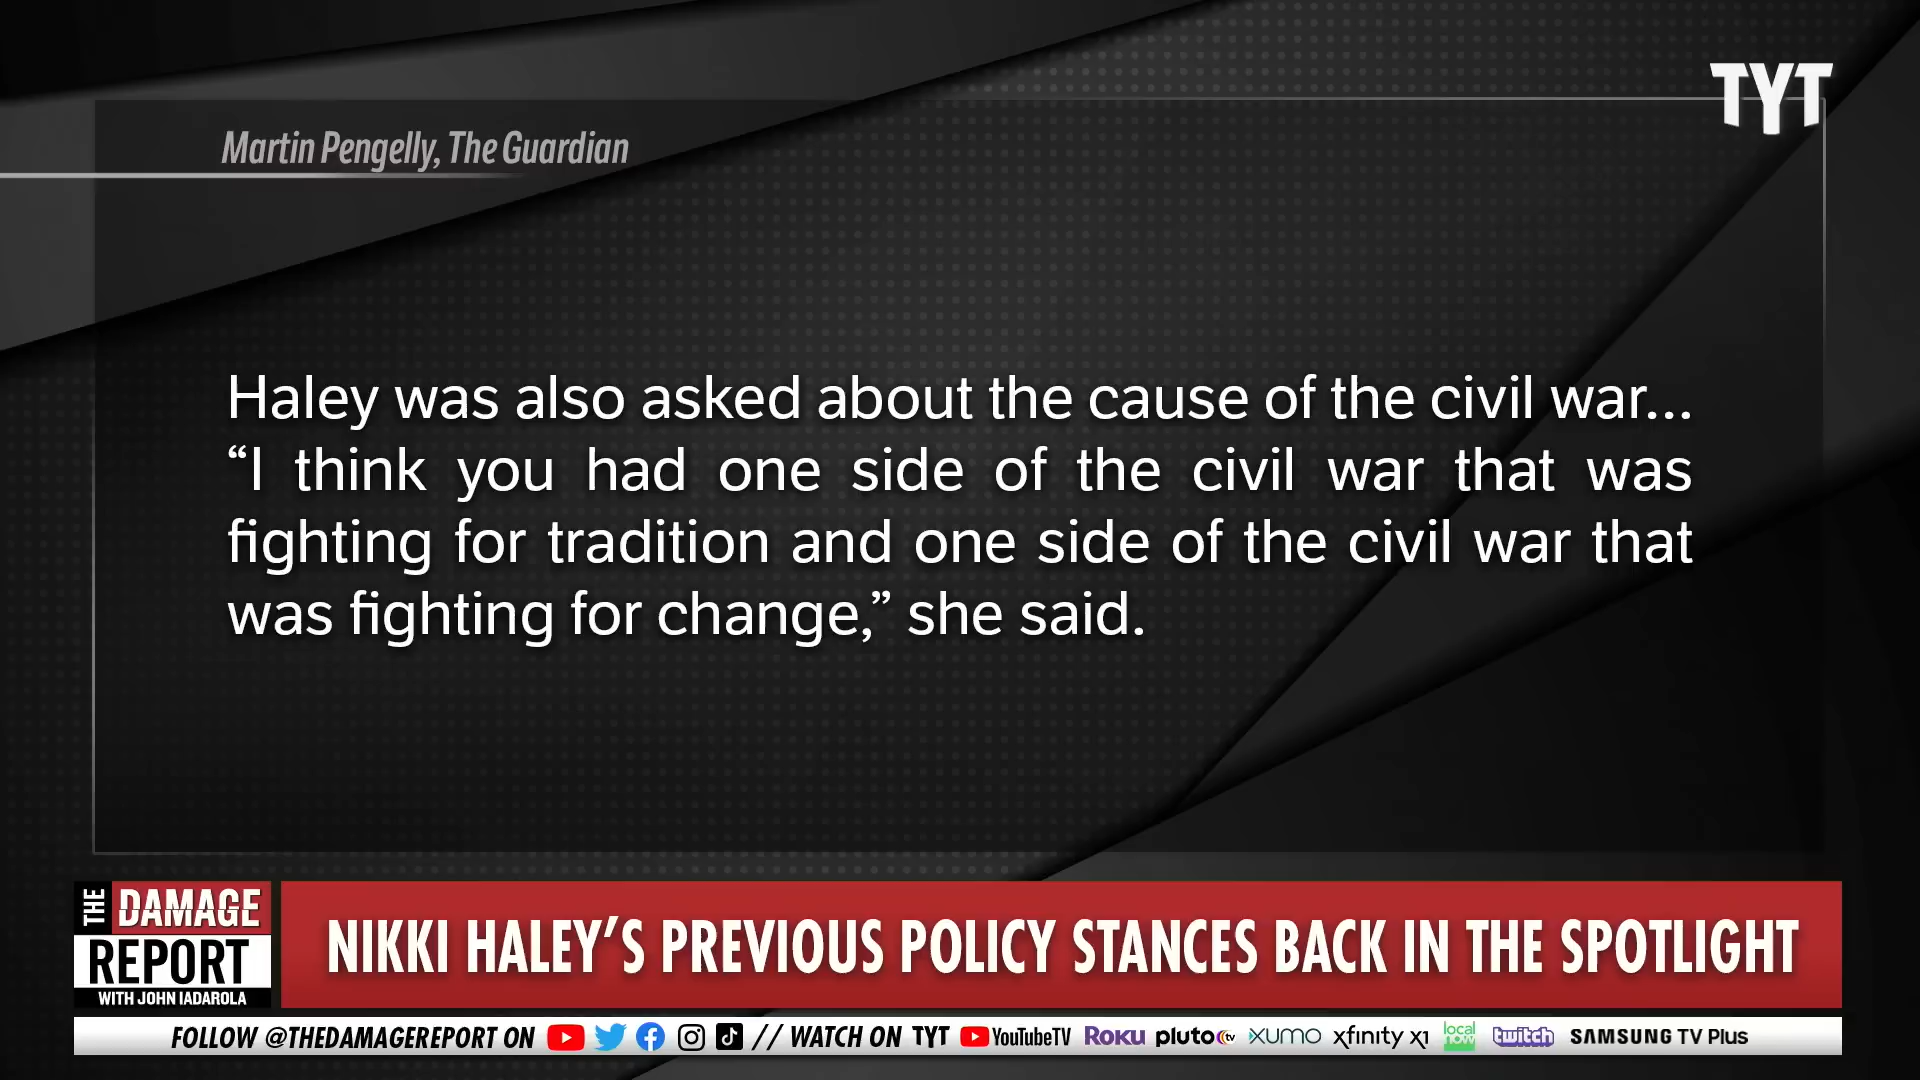 TYT
Martin Pengelly, The Guardian
Haley was also asked about the cause of the civil war...
“I think you had one side of the civil war that was
fighting for tradition and one side of the civil war that
was fighting for change,” she said.
THE DAMAGE
REPORT
WITH JOHN IADAROLA
NIKKI HALEY’S PREVIOUS POLICY STANCES BACK IN THE SPOTLIGHT
FOLLOW @THEDAMAGEREPORT ON // WATCH ON TYT YouTubeTV ROKU pluto tv XUMO xfinity x1 local now twitch SAMSUNG TV Plus